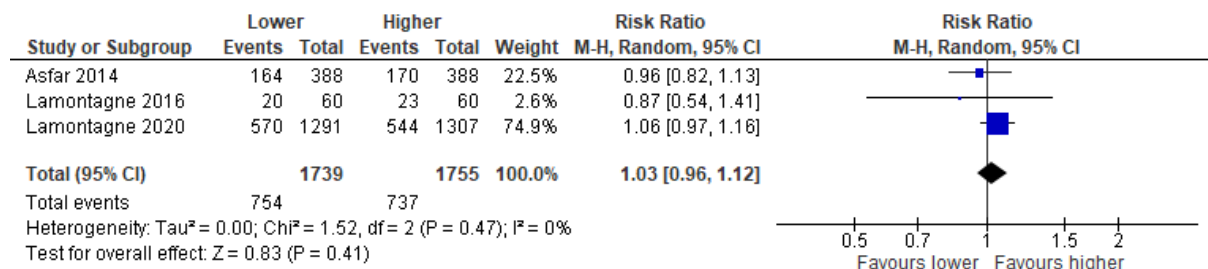 Lower Higher Risk Ratio Risk Ratio
Study or Subgroup Events Total Events Total Weight M-H, Random, 95% CI M-H, Random, 95% CI
Asfar 2014 164 388 170 388 22.5% 0.96 [0.82, 1.13]
Lamontagne 2016 20 60 23 60 2.6% 0.87 [0.54, 1.41]
Lamontagne 2020 570 1291 544 1307 74.9% 1.06 [0.97, 1.16]
Total (95% CI) 1739 1755 100.0% 1.03 [0.96, 1.12]
Total events 754 737
Heterogeneity: Tau² = 0.00; Chi² = 1.52, df = 2 (P = 0.47); I² = 0%
Test for overall effect: Z = 0.83 (P = 0.41)
0.5 0.7 1 1.5 2
Favours lower Favours higher